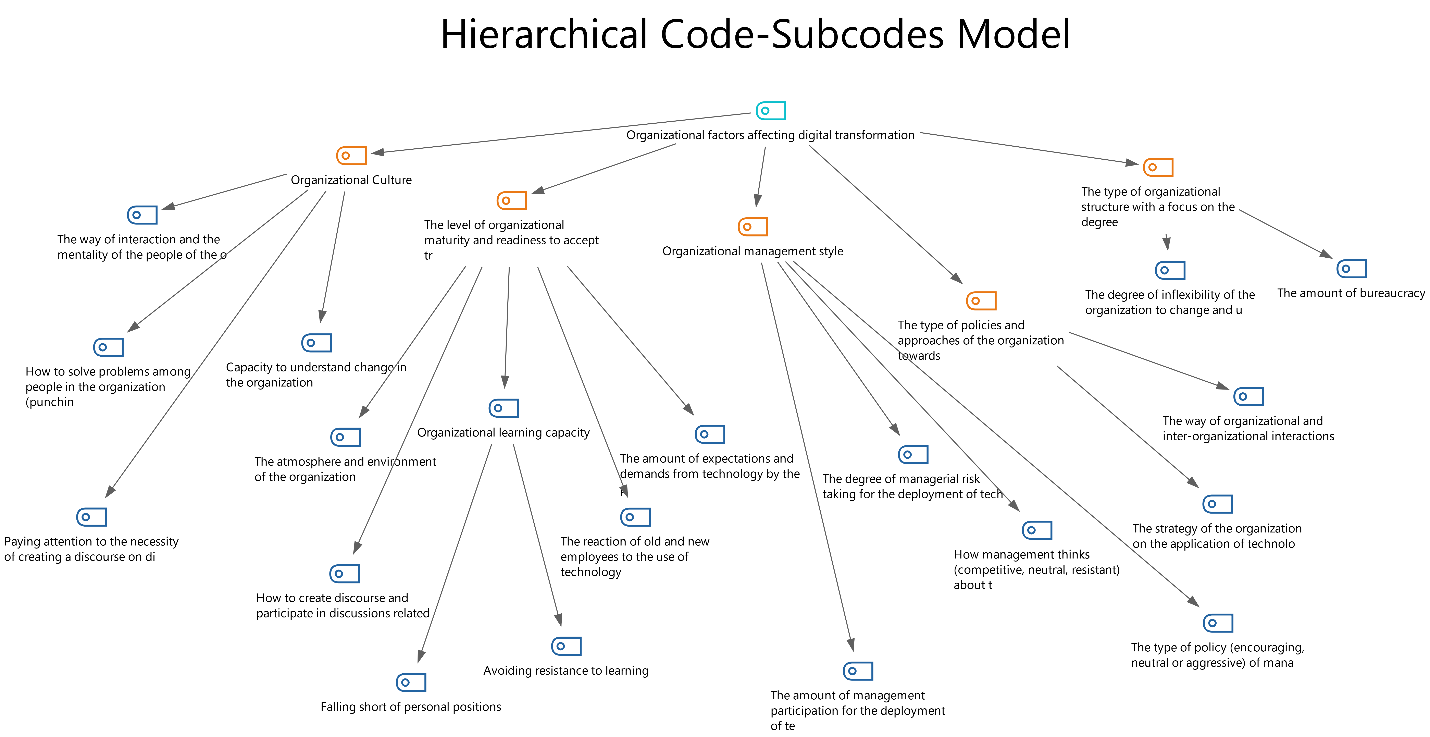 Hierarchical Code-Subcodes Model
Organizational factors affecting digital transformation
Organizational Culture
The way of interaction and the
mentality of the people of the o
How to solve problems among
people in the organization
(punchin
Capacity to understand change in
the organization
Paying attention to the necessity
of creating a discourse on di
The level of organizational
maturity and readiness to accept
tr
The atmosphere and environment
of the organization
How to create discourse and
participate in discussions related
Organizational learning capacity
Falling short of personal positions
Avoiding resistance to learning
The reaction of old and new
employees to the use of
technology
The amount of expectations and
demands from technology by the
Organizational management style
The amount of management
participation for the deployment
of te
The degree of managerial risk
taking for the deployment of tech
How management thinks
(competitive, neutral, resistant)
about t
The type of policy (encouraging,
neutral or aggressive) of mana
The type of policies and
approaches of the organization
towards
The way of organizational and
inter-organizational interactions
The strategy of the organization
on the application of technolo
The type of organizational
structure with a focus on the
degree
The degree of inflexibility of the
organization to change and u
The amount of bureaucracy